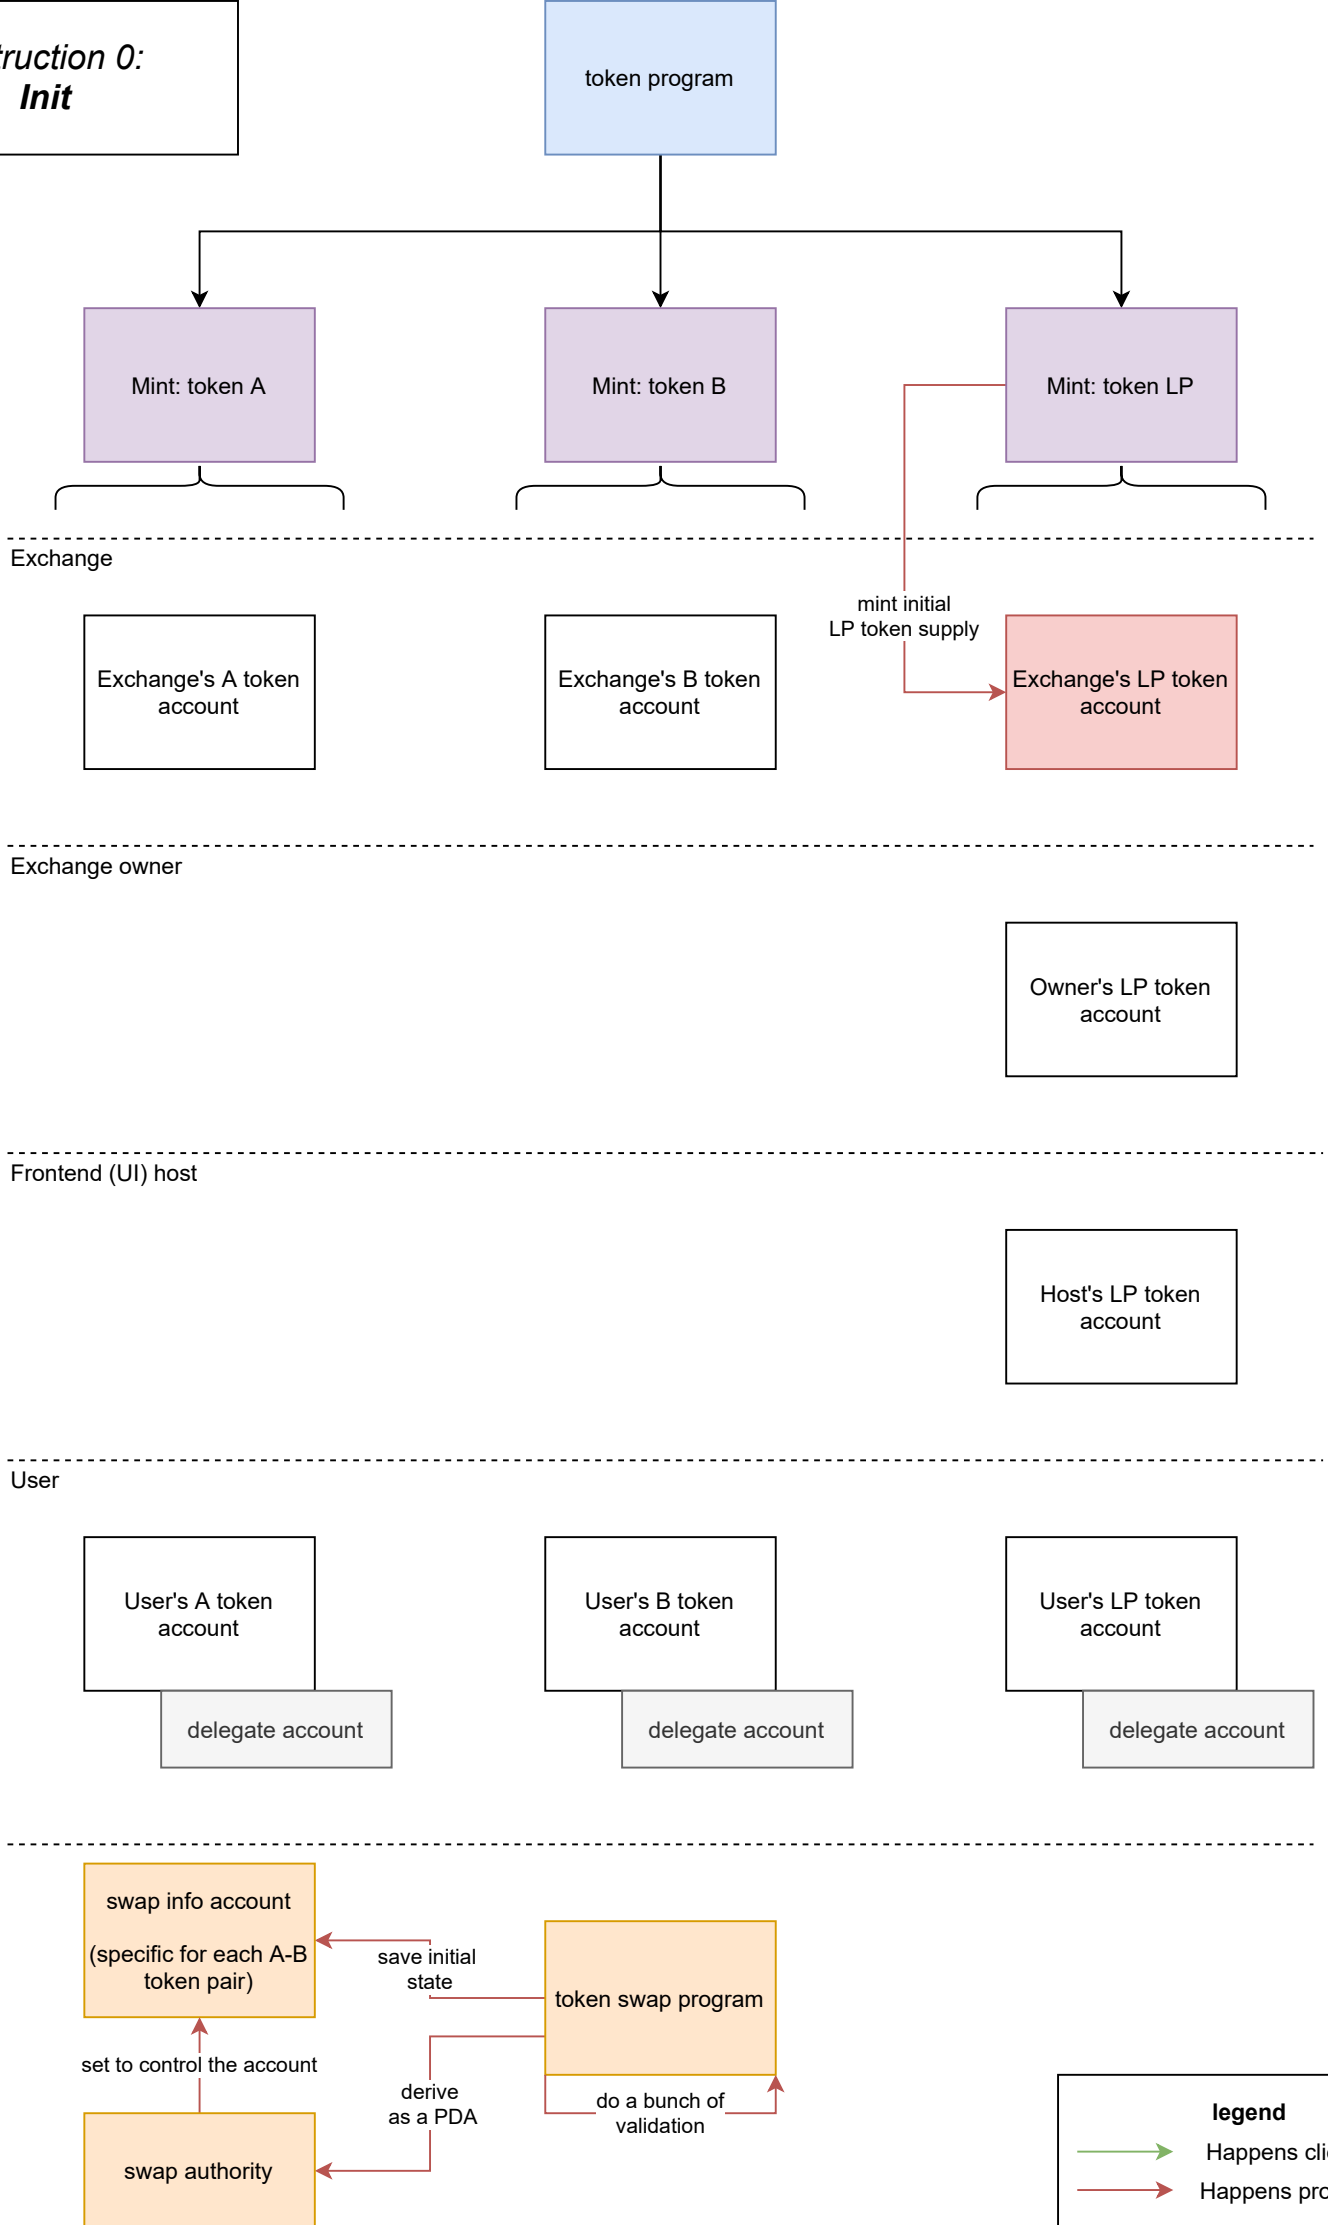 0:
Init
token program
Mint: token A
Mint: token B
Mint: token LP
Exchange
mint initial
LP token supply
Exchange's A token
account
Exchange's B token
account
Exchange's LP token
account
Exchange owner
Owner's LP token
account
Frontend (UI) host
Host's LP token
account
User
User's A token
account
User's B token
account
User's LP token
account
delegate account
delegate account
delegate account
swap info account
(specific for each A-B
token pair)
save initial
state
token swap program
set to control the account
derive
as a PDA
do a bunch of
validation
swap authority
legend
Happens
Happens